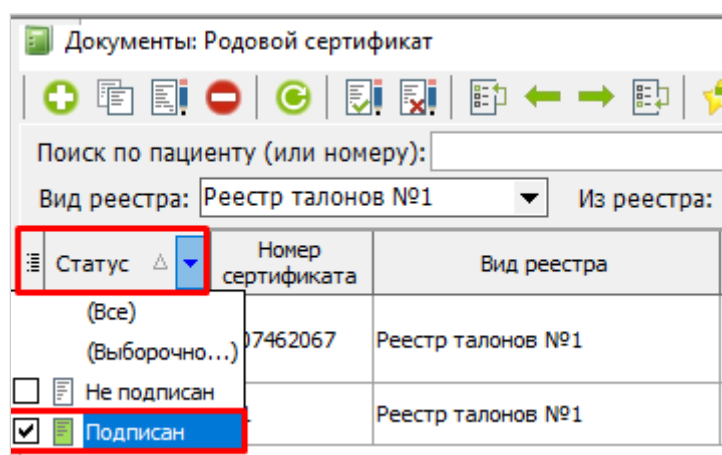 Документы: Родовой сертификат
Поиск по пациенту (или номеру):
Вид реестра: Реестр талонов №1 Из реестра:
Статус Номер сертификата Вид реестра
(Все)
(Выборочно...) 07462067 Реестр талонов №1
Не подписан
Подписан Реестр талонов №1